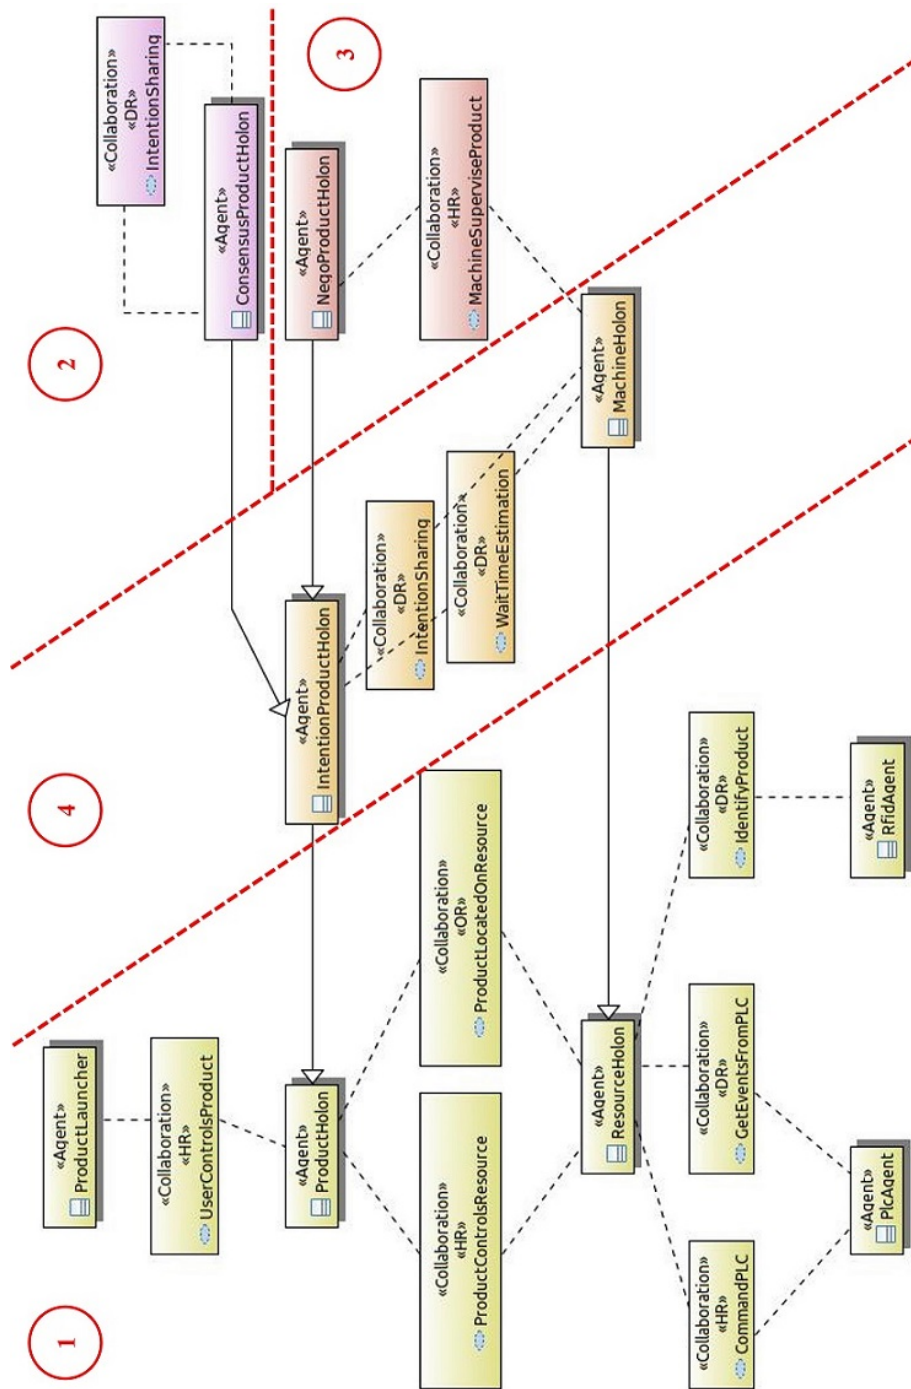 1
4
2
«Agent»
ProductLauncher
«Collaboration»
«DR»
IntentionSharing
«Collaboration»
«HR»
UserControlsProduct
«Agent»
ConsensusProductHolon
«Agent»
ProductHolon
«Agent»
IntentionProductHolon
«Agent»
NegoProductHolon
3
«Collaboration»
«HR»
ProductControlsResource
«Collaboration»
«OR»
ProductLocatedOnResource
«Collaboration»
«DR»
IntentionSharing
«Collaboration»
«DR»
WaitTimeEstimation
«Collaboration»
«HR»
MachineSuperviseProduct
«Agent»
ResourceHolon
«Agent»
MachineHolon
«Collaboration»
«HR»
CommandPLC
«Collaboration»
«DR»
GetEventsFromPLC
«Collaboration»
«DR»
IdentifyProduct
«Agent»
PlcAgent
«Agent»
RfidAgent